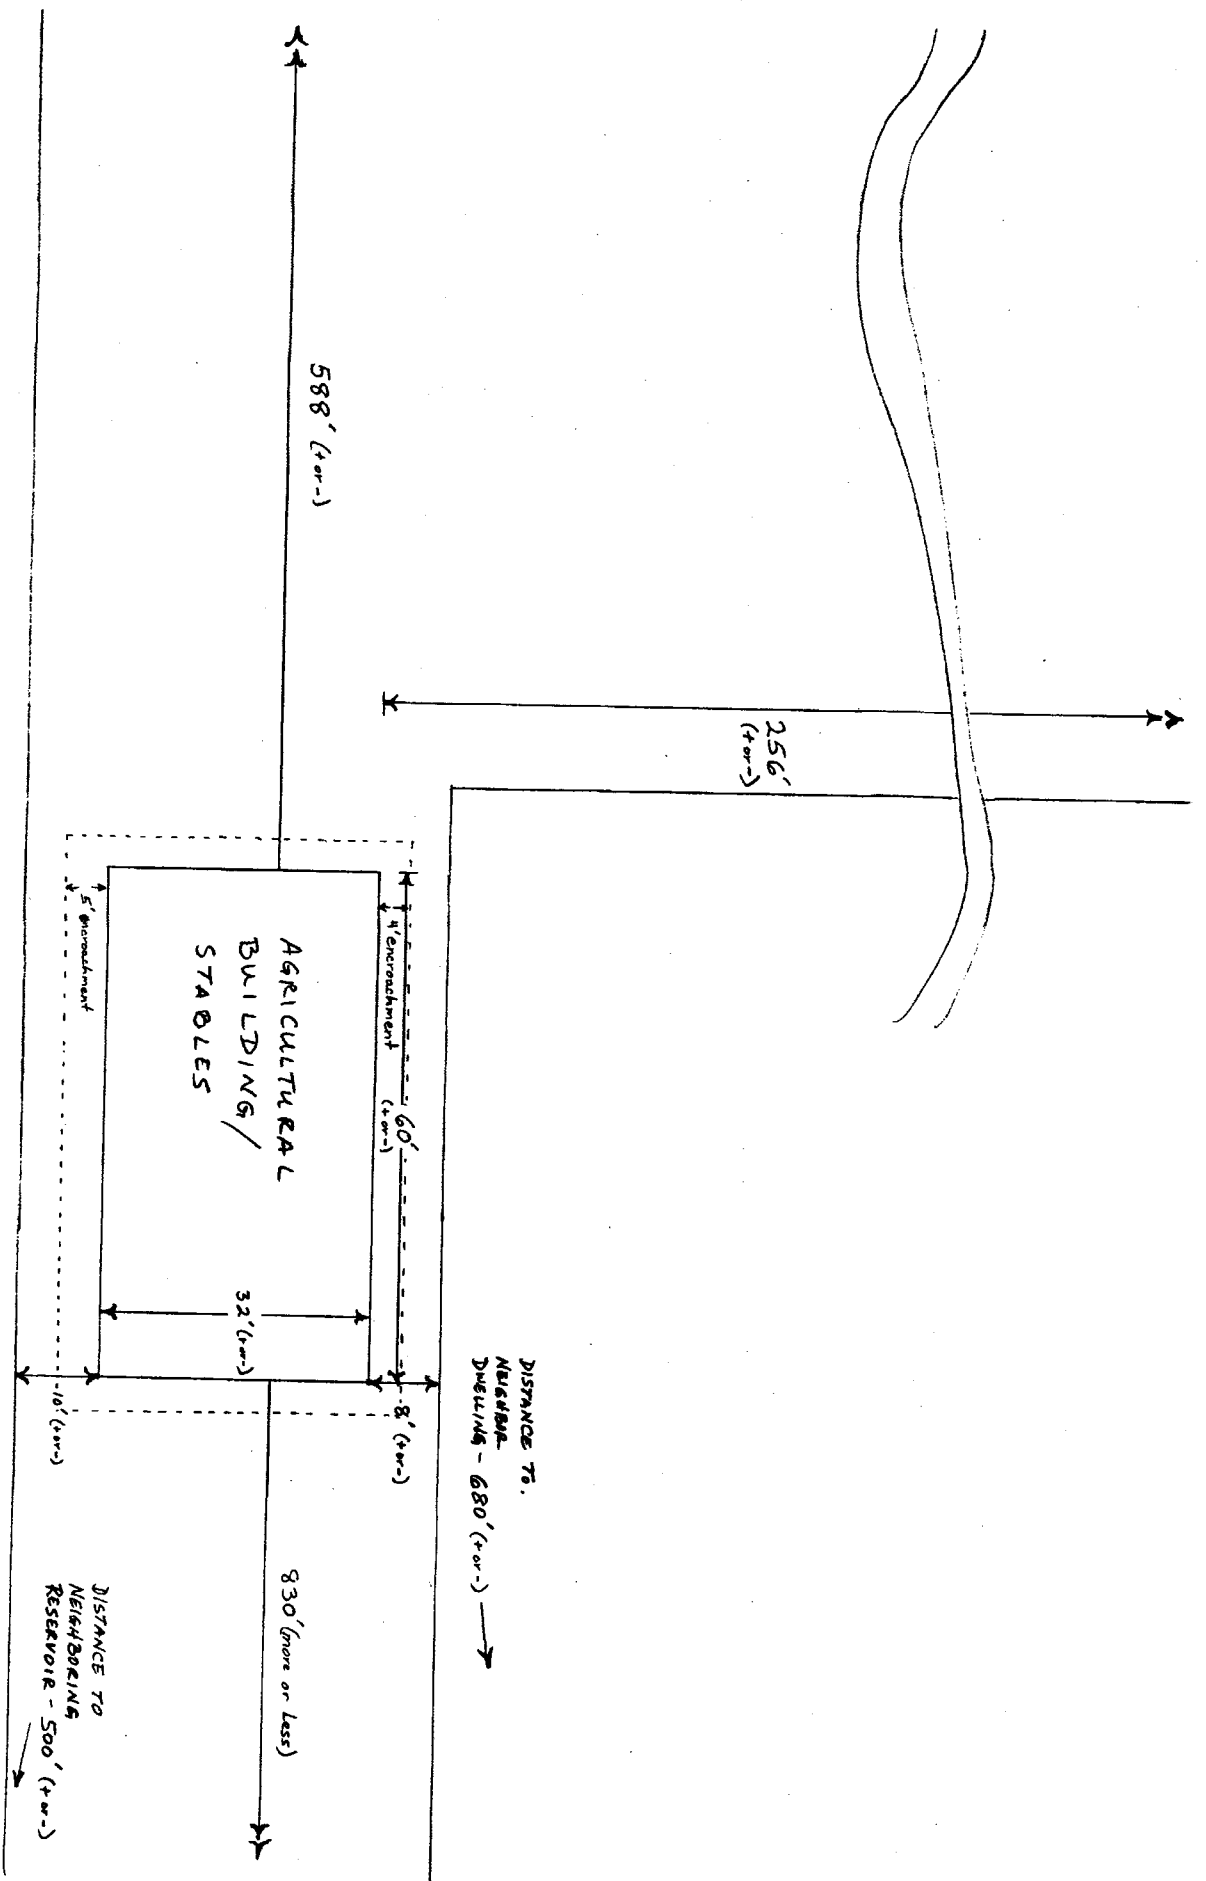 256'
(+or-)
588' (+or-)
4' encroachment
60'
(+or-)
5' encroachment
AGRICULTURAL
BUILDING/
STABLES
32' (+or-)
8' (+or-)
10' (+or-)
DISTANCE TO.
NEIGHBOR
DWELLING - 680' (+or-)
830' (more or Less)
DISTANCE TO
NEIGHBORING
RESERVOIR - 500' (+or-)